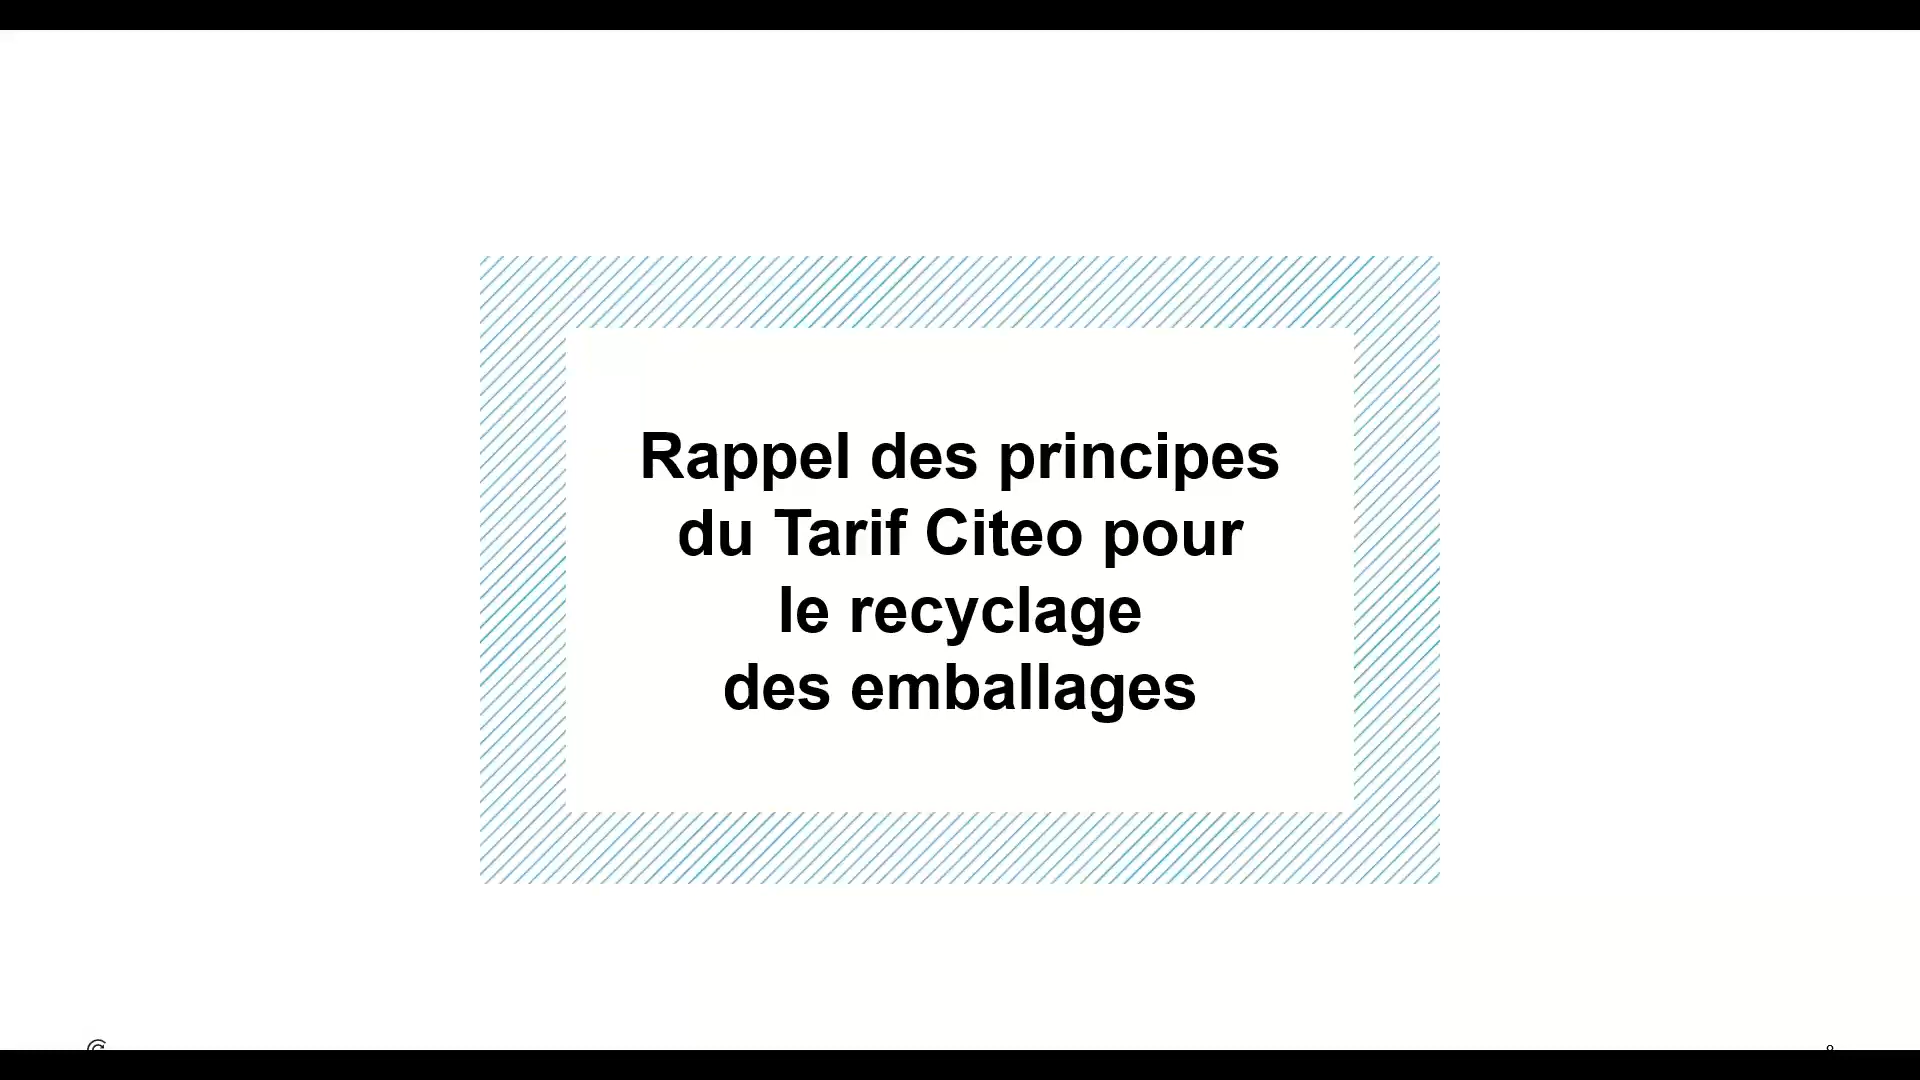 Rappel des principes
du Tarif Citeo pour
le recyclage
des emballages